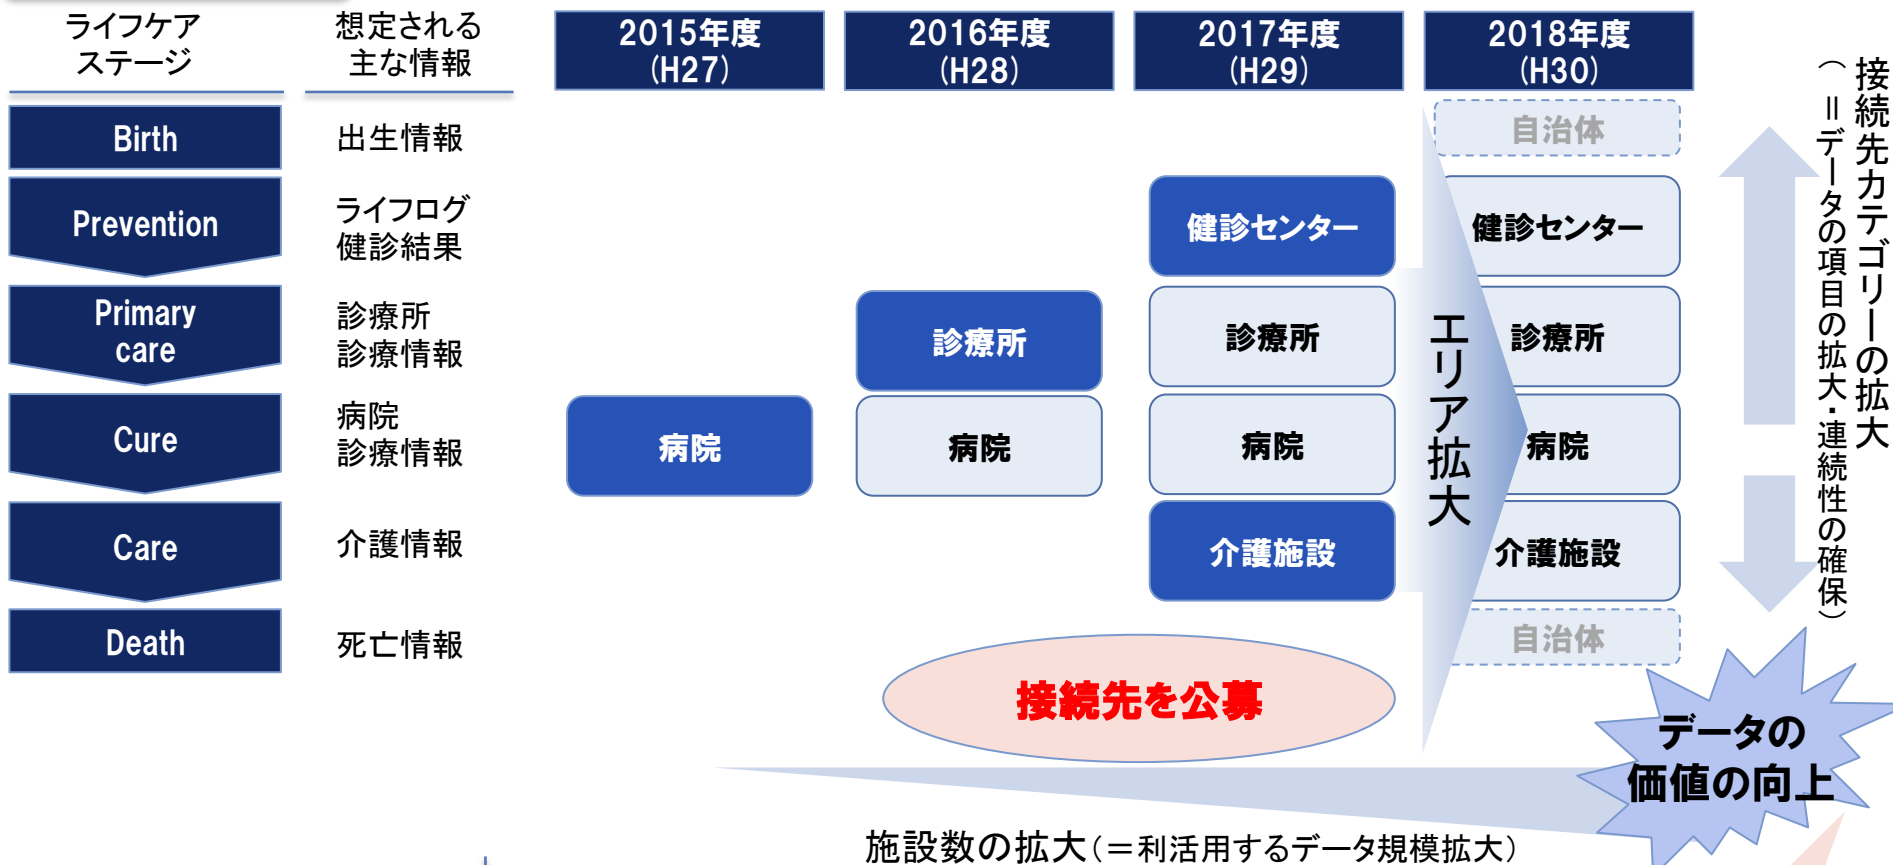 ライフケア
ステージ
想定される
主な情報
2015年度
(H27)
2016年度
(H28)
2017年度
(H29)
2018年度
(H30)
Birth
出生情報
自治体
Prevention
ライフログ
健診結果
健診センター
健診センター
Primary
care
診療所
診療情報
診療所
診療所
診療所
Cure
病院
診療情報
病院
病院
病院
病院
Care
介護情報
介護施設
介護施設
Death
死亡情報
自治体
エリア拡大
接続先カテゴリーの拡大
(=データの項目の拡大・連続性の確保)
接続先を公募
データの
価値の向上
施設数の拡大(=利活用するデータ規模拡大)